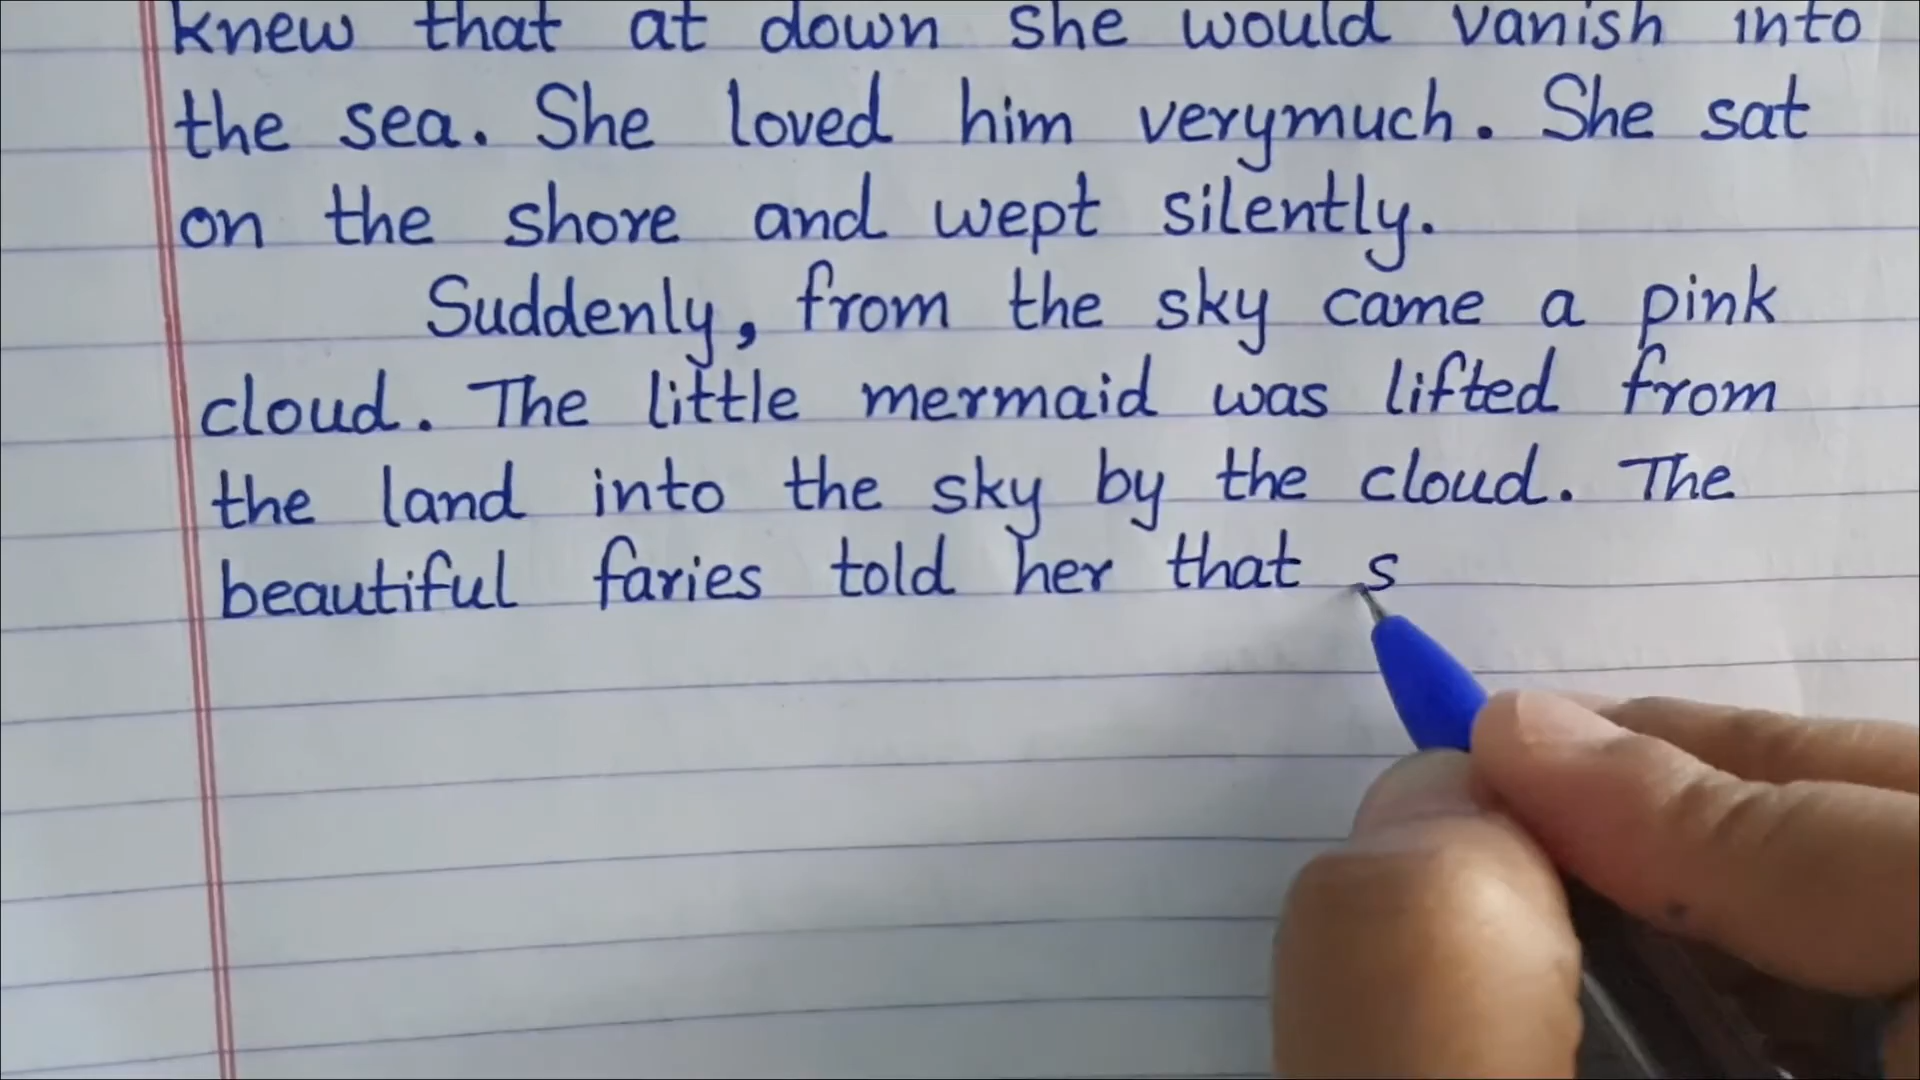 knew that at down she would vanish into
the sea. She loved him verymuch. She sat
on the shore and wept silently.
Suddenly, from the sky came a pink
cloud. The little mermaid was lifted from
the land into the sky by the cloud. The
beautiful faries told her that s